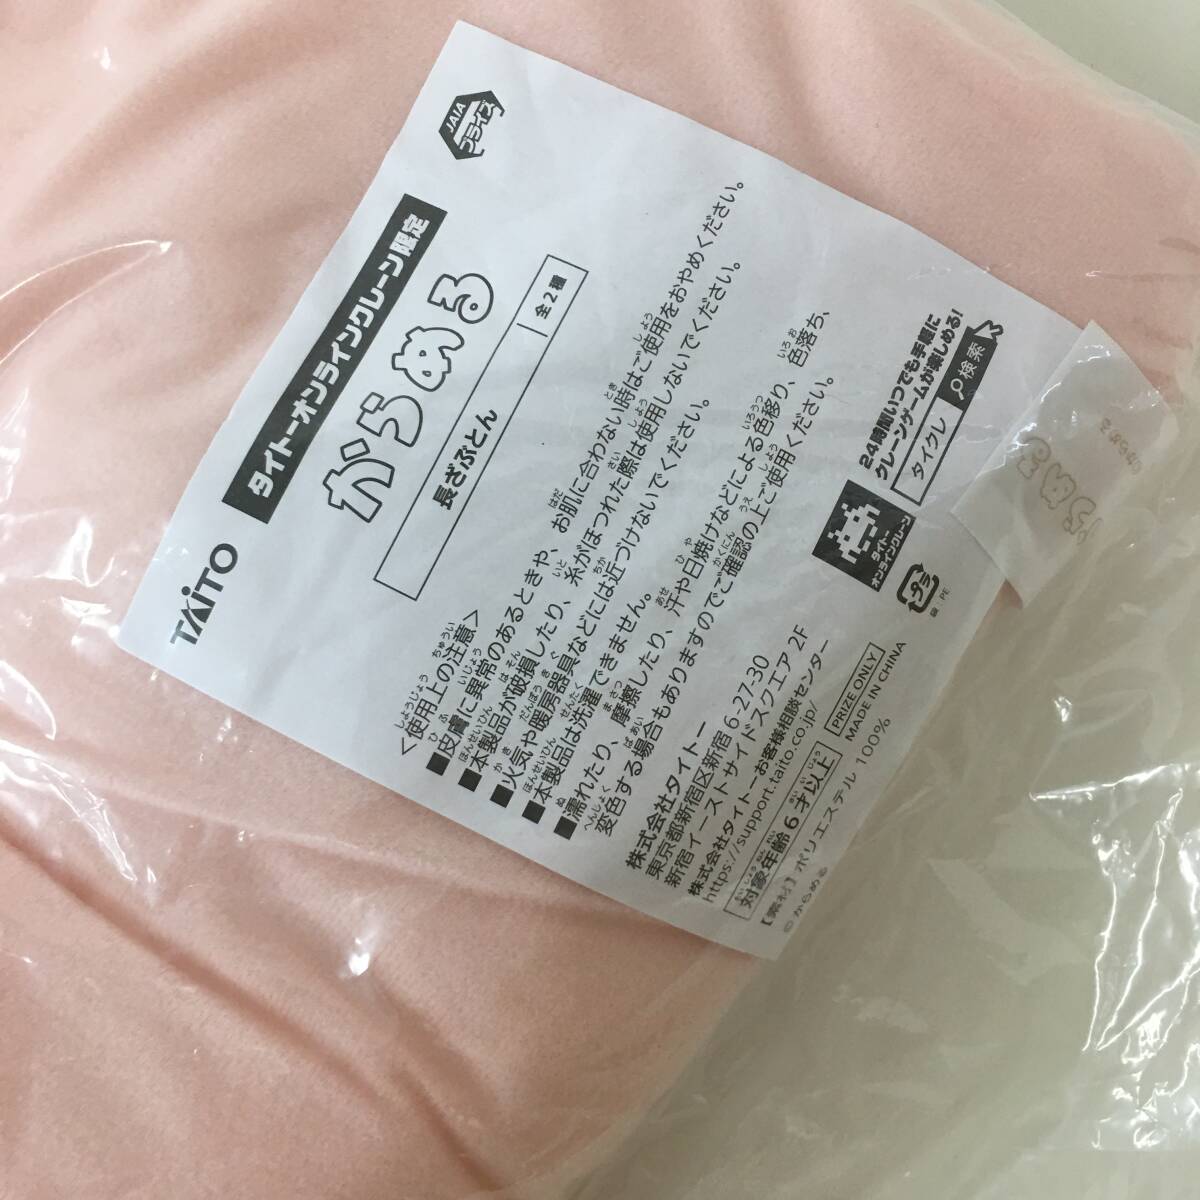 TAITO
JAIA
プライズ
タイトーオンラインクレーン限定
からめる
長ざぶとん
全2種
<使用上の注意>
■皮膚に異常のあるときや、お肌に合わない時はご使用をおやめください。
■本製品が破損したり、糸がほつれた際は使用しないでください。
■火気や暖房器具などには近づけないでください。
■本製品は洗濯できません。
■濡れたり、摩擦したり、汗や日焼けなどによる色移り、色落ち、
変色する場合もありますのでご確認の上ご使用ください。
株式会社タイトー
東京都新宿区新宿6-27-30
新宿イーストサイドスクエア 2F
株式会社タイトーお客様相談センター
https://support.taito.co.jp/
対象年齢6才以上
PRIZE ONLY
MADE IN CHINA
【素材】ポリエステル 100%
©からめる
24時間いつでも手軽に
クレーンゲームが楽しめる!
タイクレ
検索
タイトー
オンラインクレーン
プラ
袋:PE